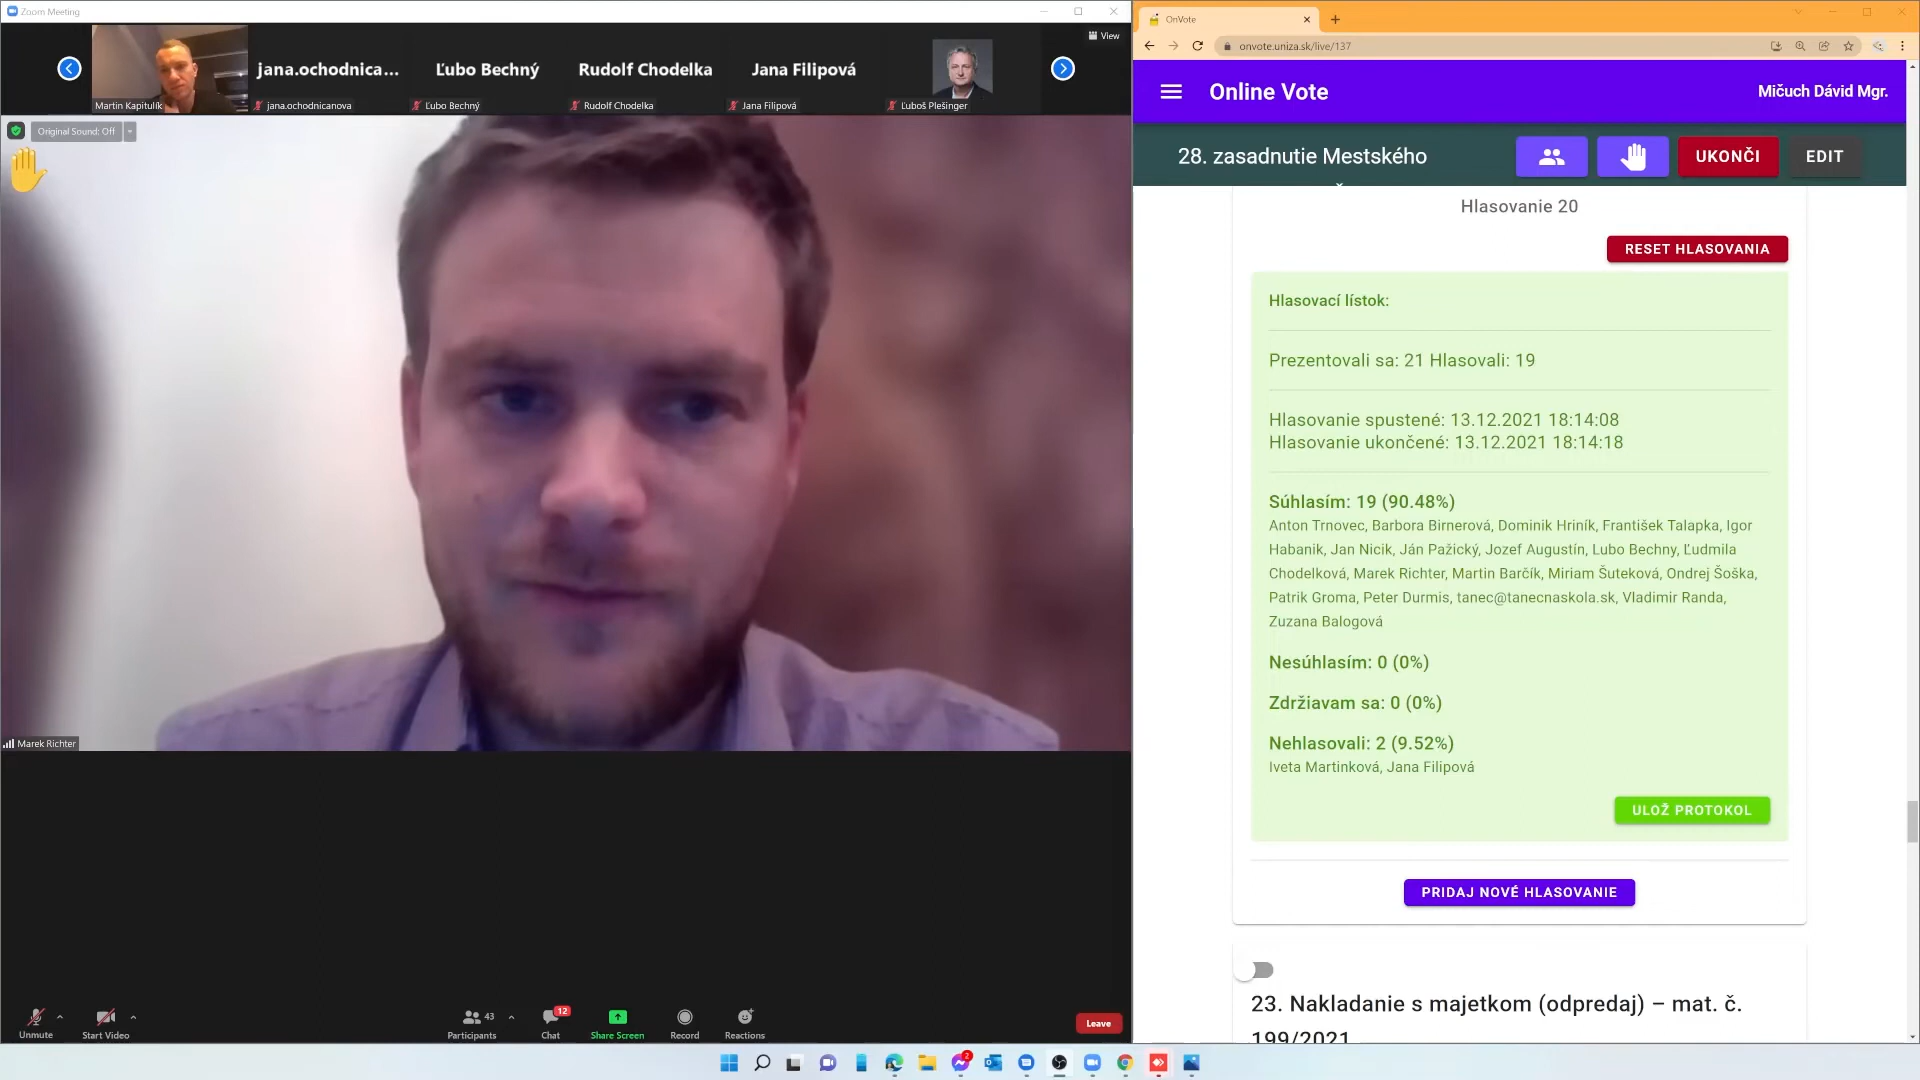 Zoom Meeting
View
jana.ochodnica...
Ľubo Bechný
Rudolf Chodelka
Jana Filipová
Martin Kapitulík
jana.ochodnicanova
Ľubo Bechný
Rudolf Chodelka
Jana Filipová
Ľuboš Plešinger
Original Sound: Off
Marek Richter
Unmute
Start Video
43
Participants
12
Chat
Share Screen
Record
Reactions
Leave
OnVote
onvote.uniza.sk/live/137
Online Vote
Mičuch Dávid Mgr.
28. zasadnutie Mestského
UKONČI
EDIT
Hlasovanie 20
RESET HLASOVANIA
Hlasovací lístok:
Prezentovali sa: 21 Hlasovali: 19
Hlasovanie spustené: 13.12.2021 18:14:08
Hlasovanie ukončené: 13.12.2021 18:14:18
Súhlasím: 19 (90.48%)
Anton Trnovec, Barbora Birnerová, Dominik Hriník, František Talapka, Igor
Habanik, Jan Nicik, Ján Pažický, Jozef Augustín, Lubo Bechny, Ľudmila
Chodelková, Marek Richter, Martin Barčík, Miriam Šuteková, Ondrej Šoška,
Patrik Groma, Peter Durmis, tanec@tanecnaskola.sk, Vladimir Randa,
Zuzana Balogová
Nesúhlasím: 0 (0%)
Zdržiavam sa: 0 (0%)
Nehlasovali: 2 (9.52%)
Iveta Martinková, Jana Filipová
ULOŽ PROTOKOL
PRIDAJ NOVÉ HLASOVANIE
23. Nakladanie s majetkom (odpredaj) – mat. č.
199/2021
2